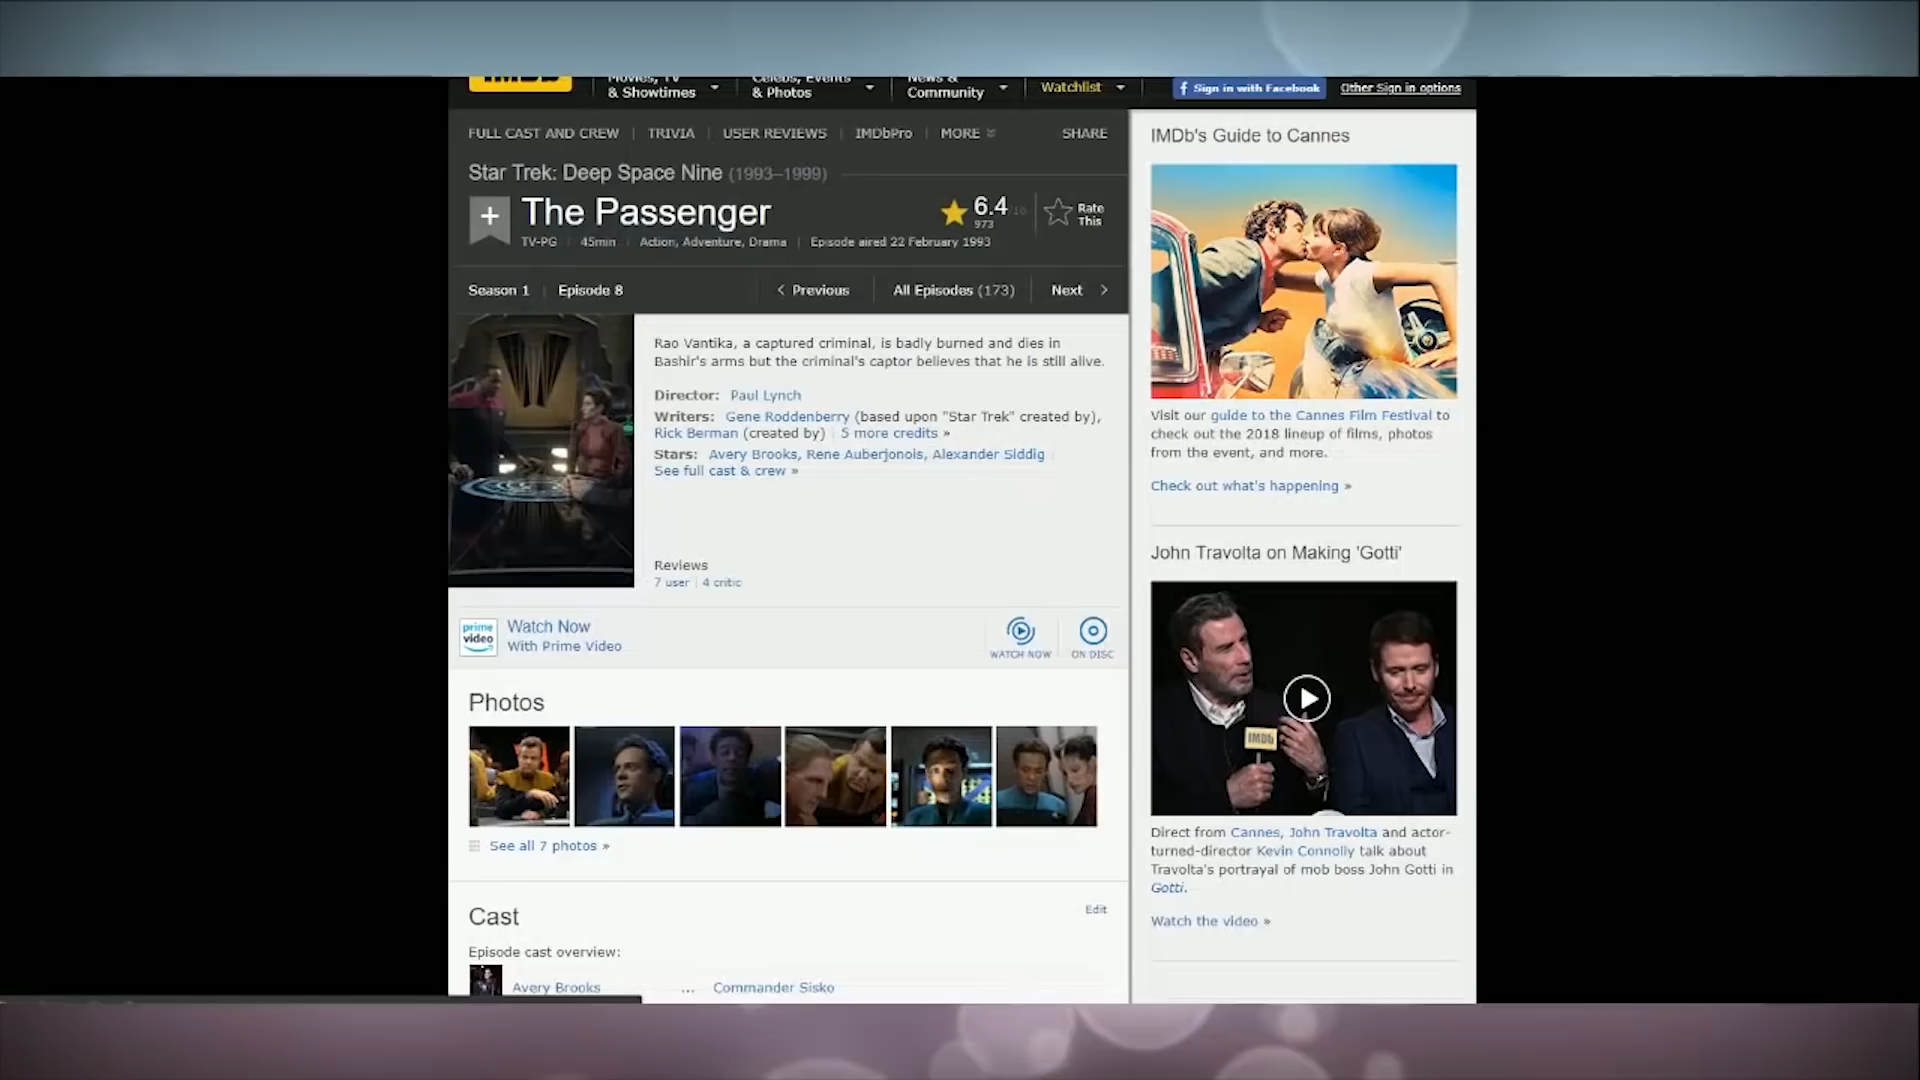 IMDb
Movies, TV
& Showtimes
Celebs, Events
& Photos
News &
Community
Watchlist
f Sign in with Facebook
Other Sign in options
FULL CAST AND CREW | TRIVIA | USER REVIEWS | IMDbPro | MORE
SHARE
Star Trek: Deep Space Nine (1993–1999)
+ The Passenger
6.4/10
973
Rate
This
TV-PG | 45min | Action, Adventure, Drama | Episode aired 22 February 1993
Season 1 | Episode 8
< Previous
All Episodes (173)
Next >
Rao Vantika, a captured criminal, is badly burned and dies in
Bashir's arms but the criminal's captor believes that he is still alive.
Director: Paul Lynch
Writers: Gene Roddenberry (based upon "Star Trek" created by),
Rick Berman (created by) | 5 more credits »
Stars: Avery Brooks, Rene Auberjonois, Alexander Siddig |
See full cast & crew »
Reviews
7 user | 4 critic
prime
video
Watch Now
With Prime Video
WATCH NOW
ON DISC
Photos
See all 7 photos »
Cast
Edit
Episode cast overview:
Avery Brooks ... Commander Sisko
IMDb's Guide to Cannes
Visit our guide to the Cannes Film Festival to
check out the 2018 lineup of films, photos
from the event, and more.
Check out what's happening »
John Travolta on Making 'Gotti'
IMDb
Direct from Cannes, John Travolta and actor-
turned-director Kevin Connolly talk about
Travolta's portrayal of mob boss John Gotti in
Gotti.
Watch the video »